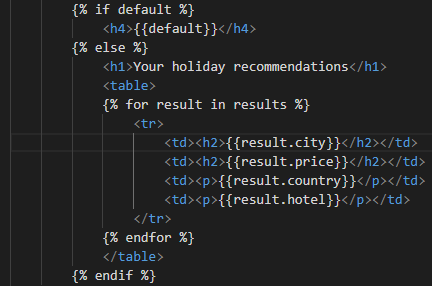 {% if default %}
<h4>{{default}}</h4>
{% else %}
<h1>Your holiday recommendations</h1>
<table>
{% for result in results %}
<tr>
<td><h2>{{result.city}}</h2></td>
<td><h2>{{result.price}}</h2></td>
<td><p>{{result.country}}</p></td>
<td><p>{{result.hotel}}</p></td>
</tr>
{% endfor %}
</table>
{% endif %}